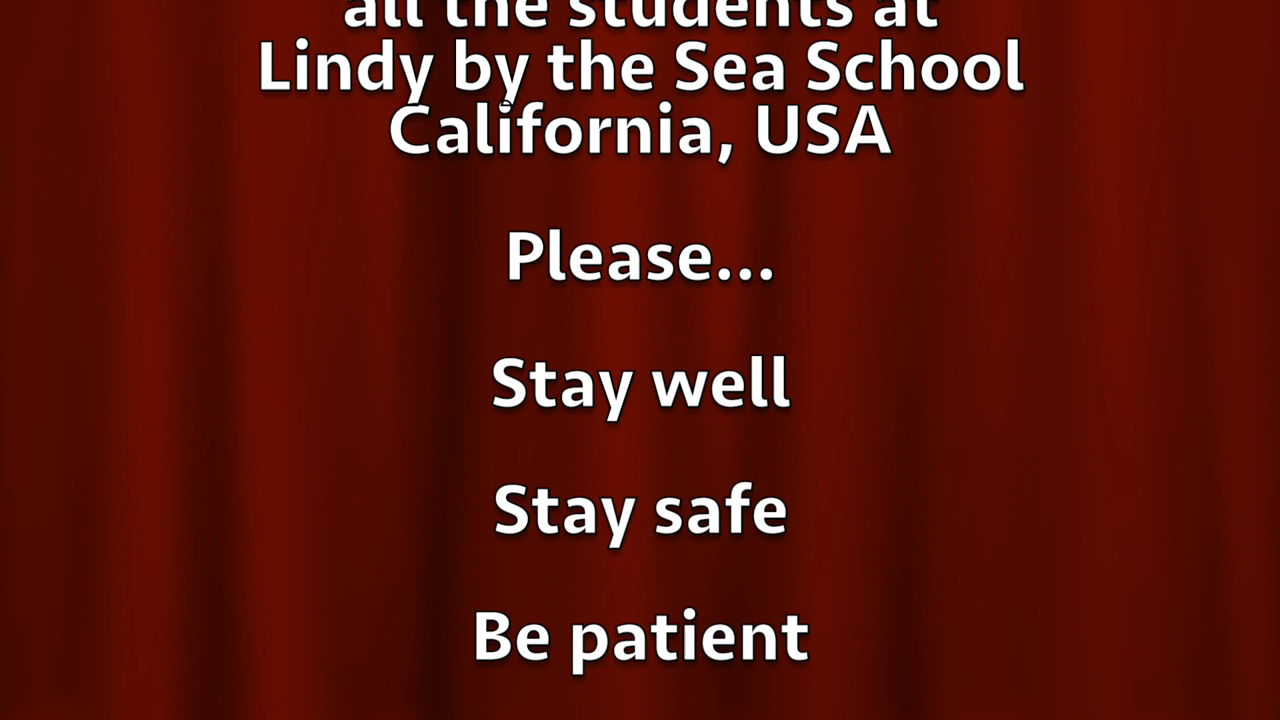 all the students at
Lindy by the Sea School
California, USA
Please...
Stay well
Stay safe
Be patient